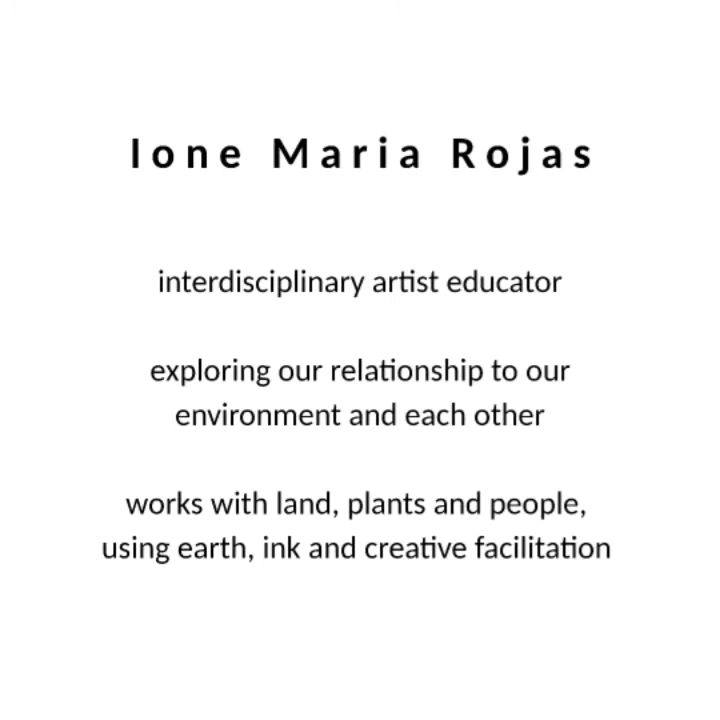 Ione Maria Rojas
interdisciplinary artist educator
exploring our relationship to our
environment and each other
works with land, plants and people,
using earth, ink and creative facilitation